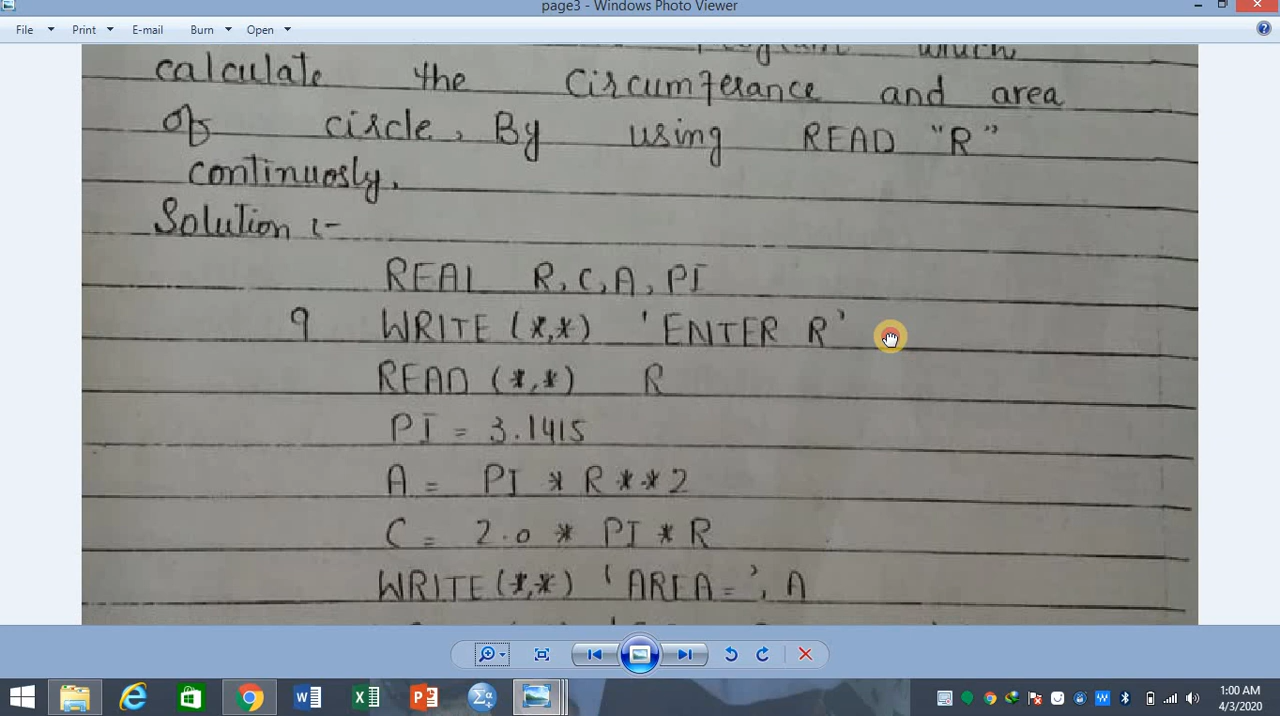 page3 - Windows Photo Viewer
File Print E-mail Burn Open
Program which
calculate the Circumferance and area
of circle, By using READ "R"
continuosly.
Solution :-
REAL R, C, A, PI
9 WRITE (*,*) 'ENTER R'
READ (*,*) R
PI = 3.1415
A = PI * R ** 2
C = 2.0 * PI * R
WRITE (*,*) 'AREA=', A
1:00 AM
4/3/2020